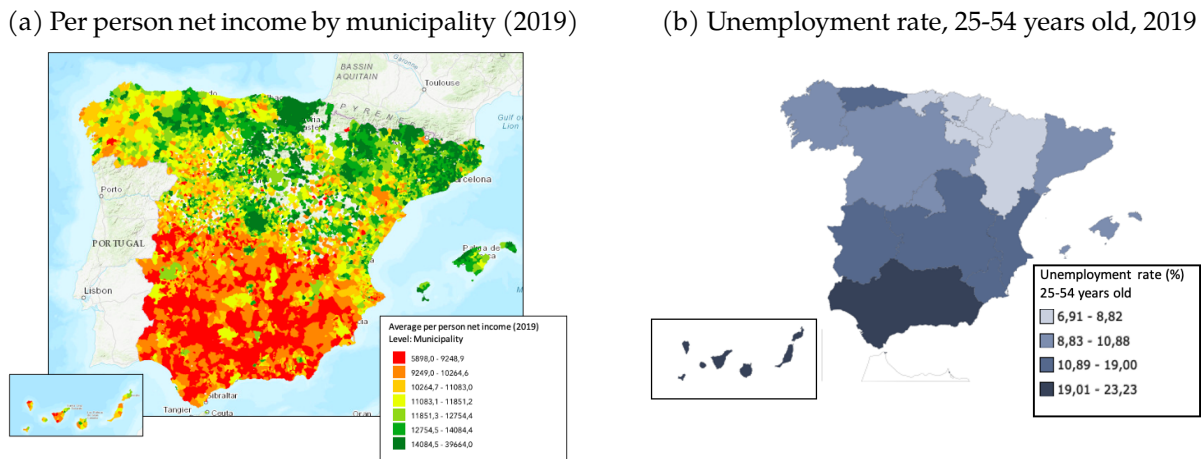 (a) Per person net income by municipality (2019)
(b) Unemployment rate, 25-54 years old, 2019
BASSIN
AQUITAIN
Garonne
Toulouse
PYRENE
Gulf of
Lion
Porto
PORTUGAL
Lisbon
Gibraltar
Tangier
Ceuta
Oran
Average per person net income (2019)
Level: Municipality
5898,0 - 9248,9
9249,0 - 10264,6
10264,7 - 11083,0
11083,1 - 11851,2
11851,3 - 12754,4
12754,5 - 14084,4
14084,5 - 39664,0
Unemployment rate (%)
25-54 years old
6,91 - 8,82
8,83 - 10,88
10,89 - 19,00
19,01 - 23,23